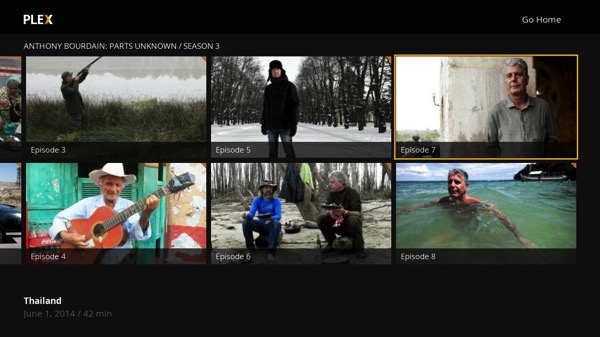 PLEX
Go Home
ANTHONY BOURDAIN: PARTS UNKNOWN / SEASON 3
Episode 3
Episode 5
Episode 7
Episode 4
Episode 6
Episode 8
Thailand
June 1, 2014 / 42 min